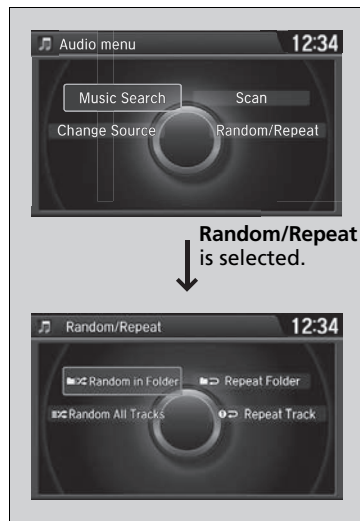 Audio menu 12:34
Music Search Scan
Change Source Random/Repeat
Random/Repeat
is selected.
Random/Repeat 12:34
Random in Folder Repeat Folder
Random All Tracks Repeat Track